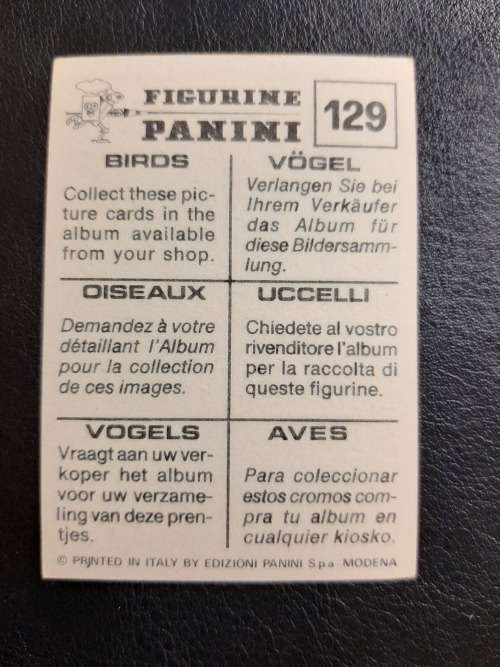 FIGURINE
PANINI
129
BIRDS
Collect these pic-
ture cards in the
album available
from your shop.
VÖGEL
Verlangen Sie bei
Ihrem Verkäufer
das Album für
diese Bildersamm-
lung.
OISEAUX
Demandez à votre
détaillant l'Album
pour la collection
de ces images.
UCCELLI
Chiedete al vostro
rivenditore l'album
per la raccolta di
queste figurine.
VOGELS
Vraagt aan uw ver-
koper het album
voor uw verzame-
ling van deze pren-
tjes.
AVES
Para coleccionar
estos cromos com-
pra tu album en
cualquier kiosko.
© PRINTED IN ITALY BY EDIZIONI PANINI S.p.a - MODENA